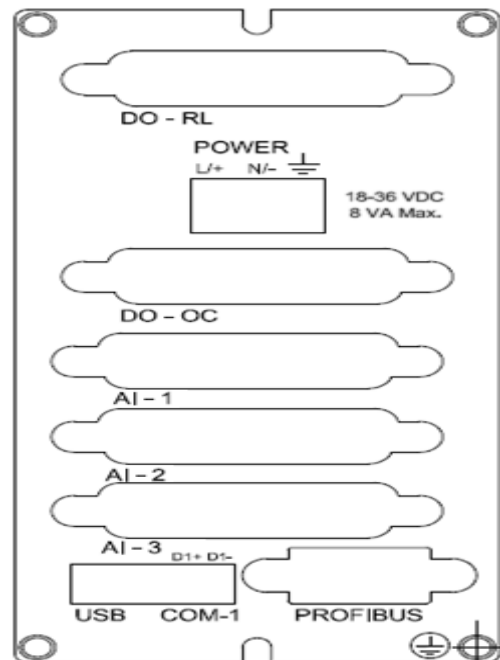 DO - RL
POWER
L/+ N/-
18-36 VDC
8 VA Max.
DO - OC
AI - 1
AI - 2
AI - 3 D1+ D1-
USB COM-1 PROFIBUS